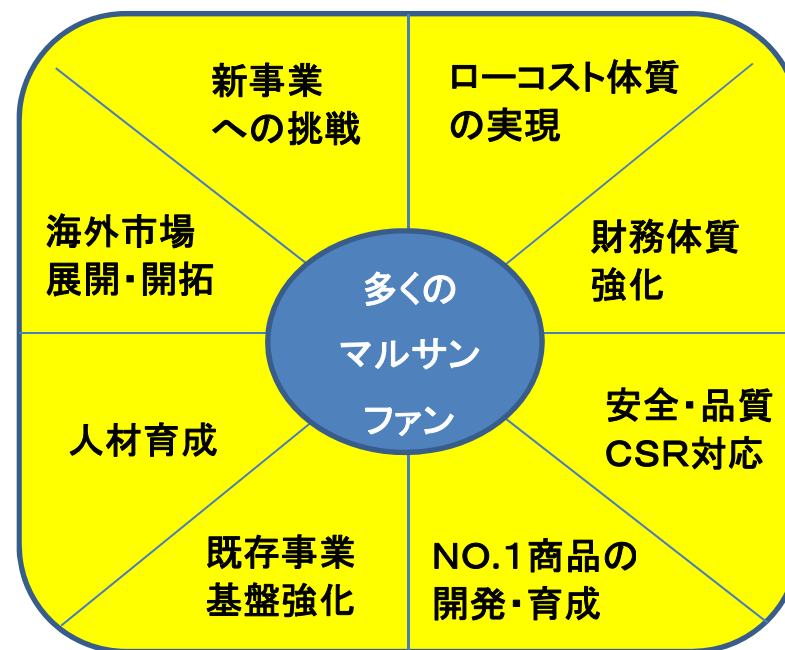 新事業
への挑戦
ローコスト体質
の実現
海外市場
展開・開拓
財務体質
強化
多くの
マルサン
ファン
人材育成
安全・品質
CSR対応
既存事業
基盤強化
NO.1商品の
開発・育成